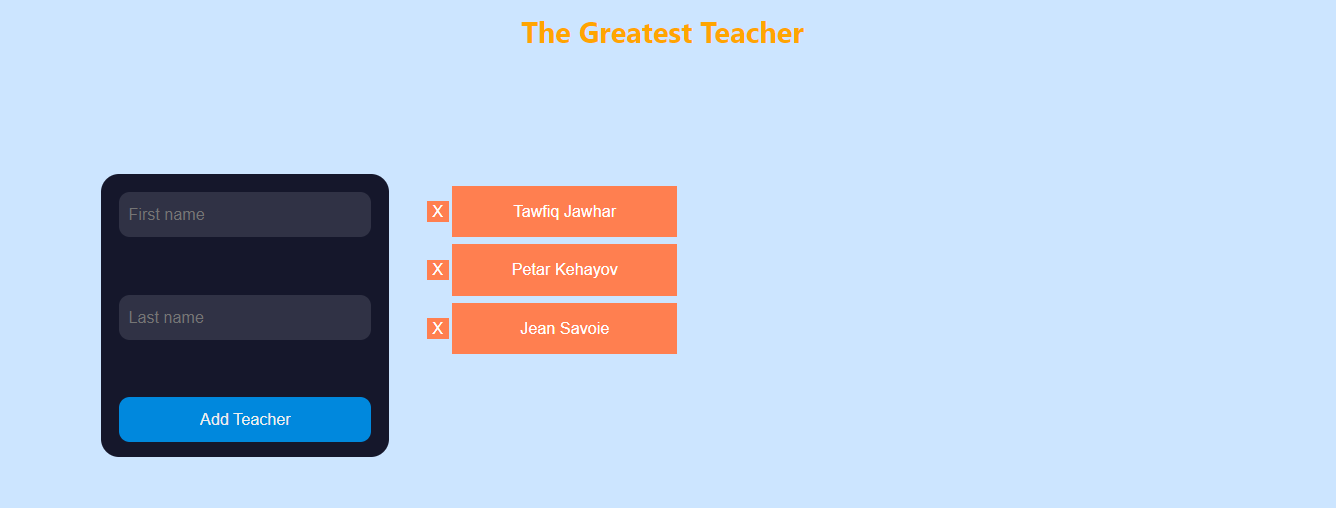 The Greatest Teacher
First name
Last name
Add Teacher
X Tawfiq Jawhar
X Petar Kehayov
X Jean Savoie